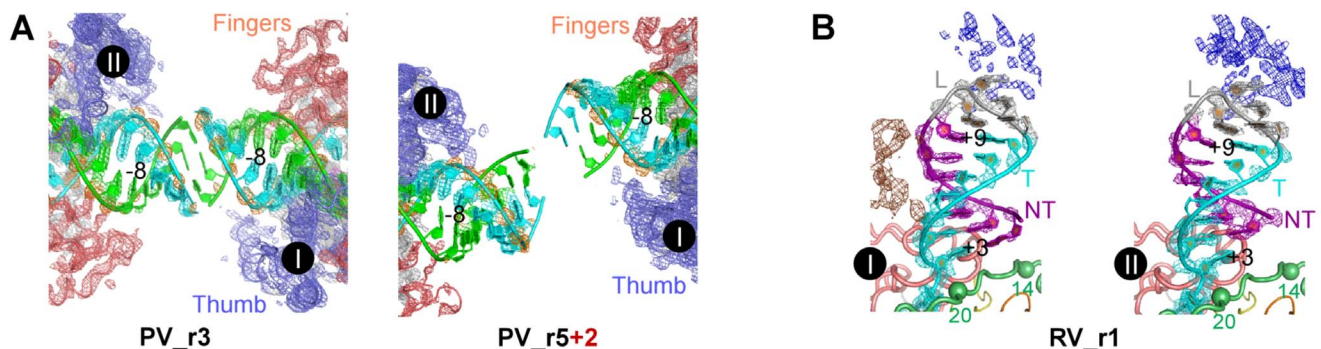 A
Fingers
II
-8
-8
I
Thumb
PV_r3
Fingers
II
-8
-8
I
Thumb
PV_r5+2
B
L
+9
T
NT
+3
I
14
20
L
+9
T
NT
+3
II
14
20
RV_r1